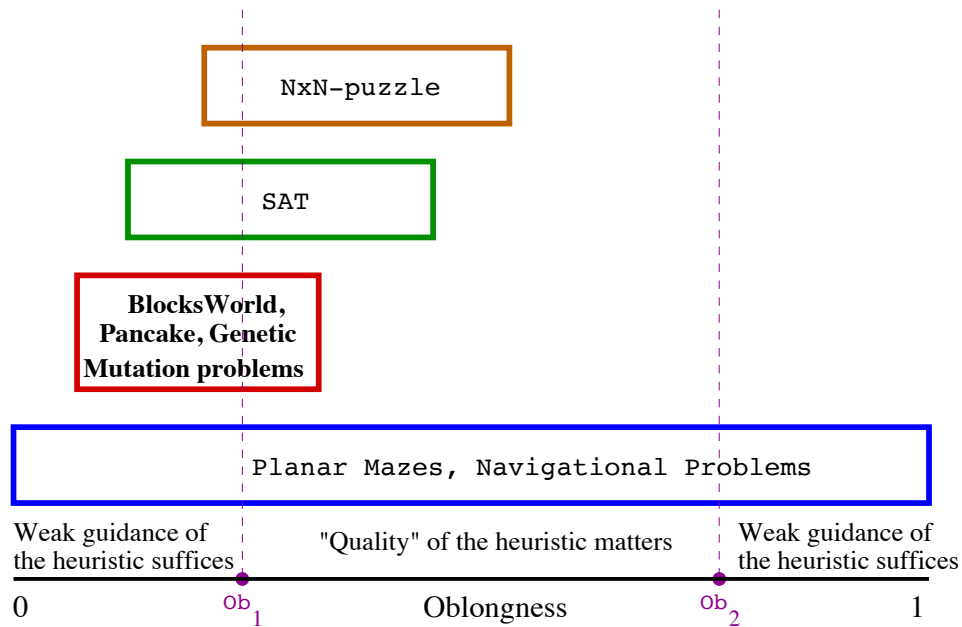 NxN-puzzle
SAT
BlocksWorld,
Pancake, Genetic
Mutation problems
Planar Mazes, Navigational Problems
Weak guidance of
the heuristic suffices
"Quality" of the heuristic matters
Weak guidance of
the heuristic suffices
0
Ob1
Oblongness
Ob2
1